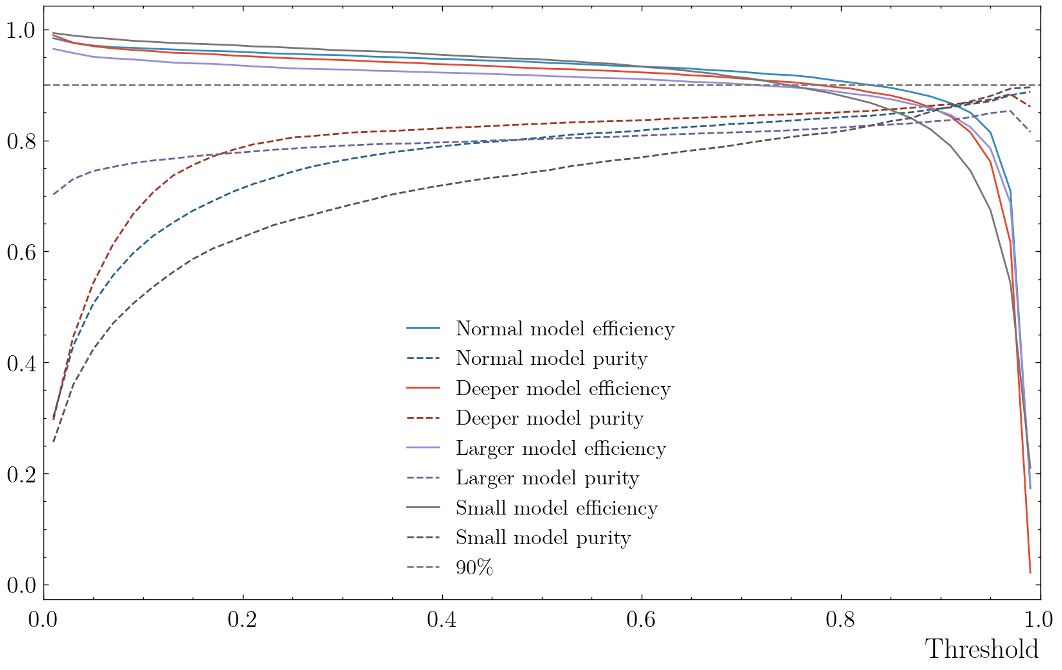 1.0
0.8
0.6
0.4
0.2
0.0
Normal model efficiency
Normal model purity
Deeper model efficiency
Deeper model purity
Larger model efficiency
Larger model purity
Small model efficiency
Small model purity
90%
0.0 0.2 0.4 0.6 0.8 1.0
Threshold